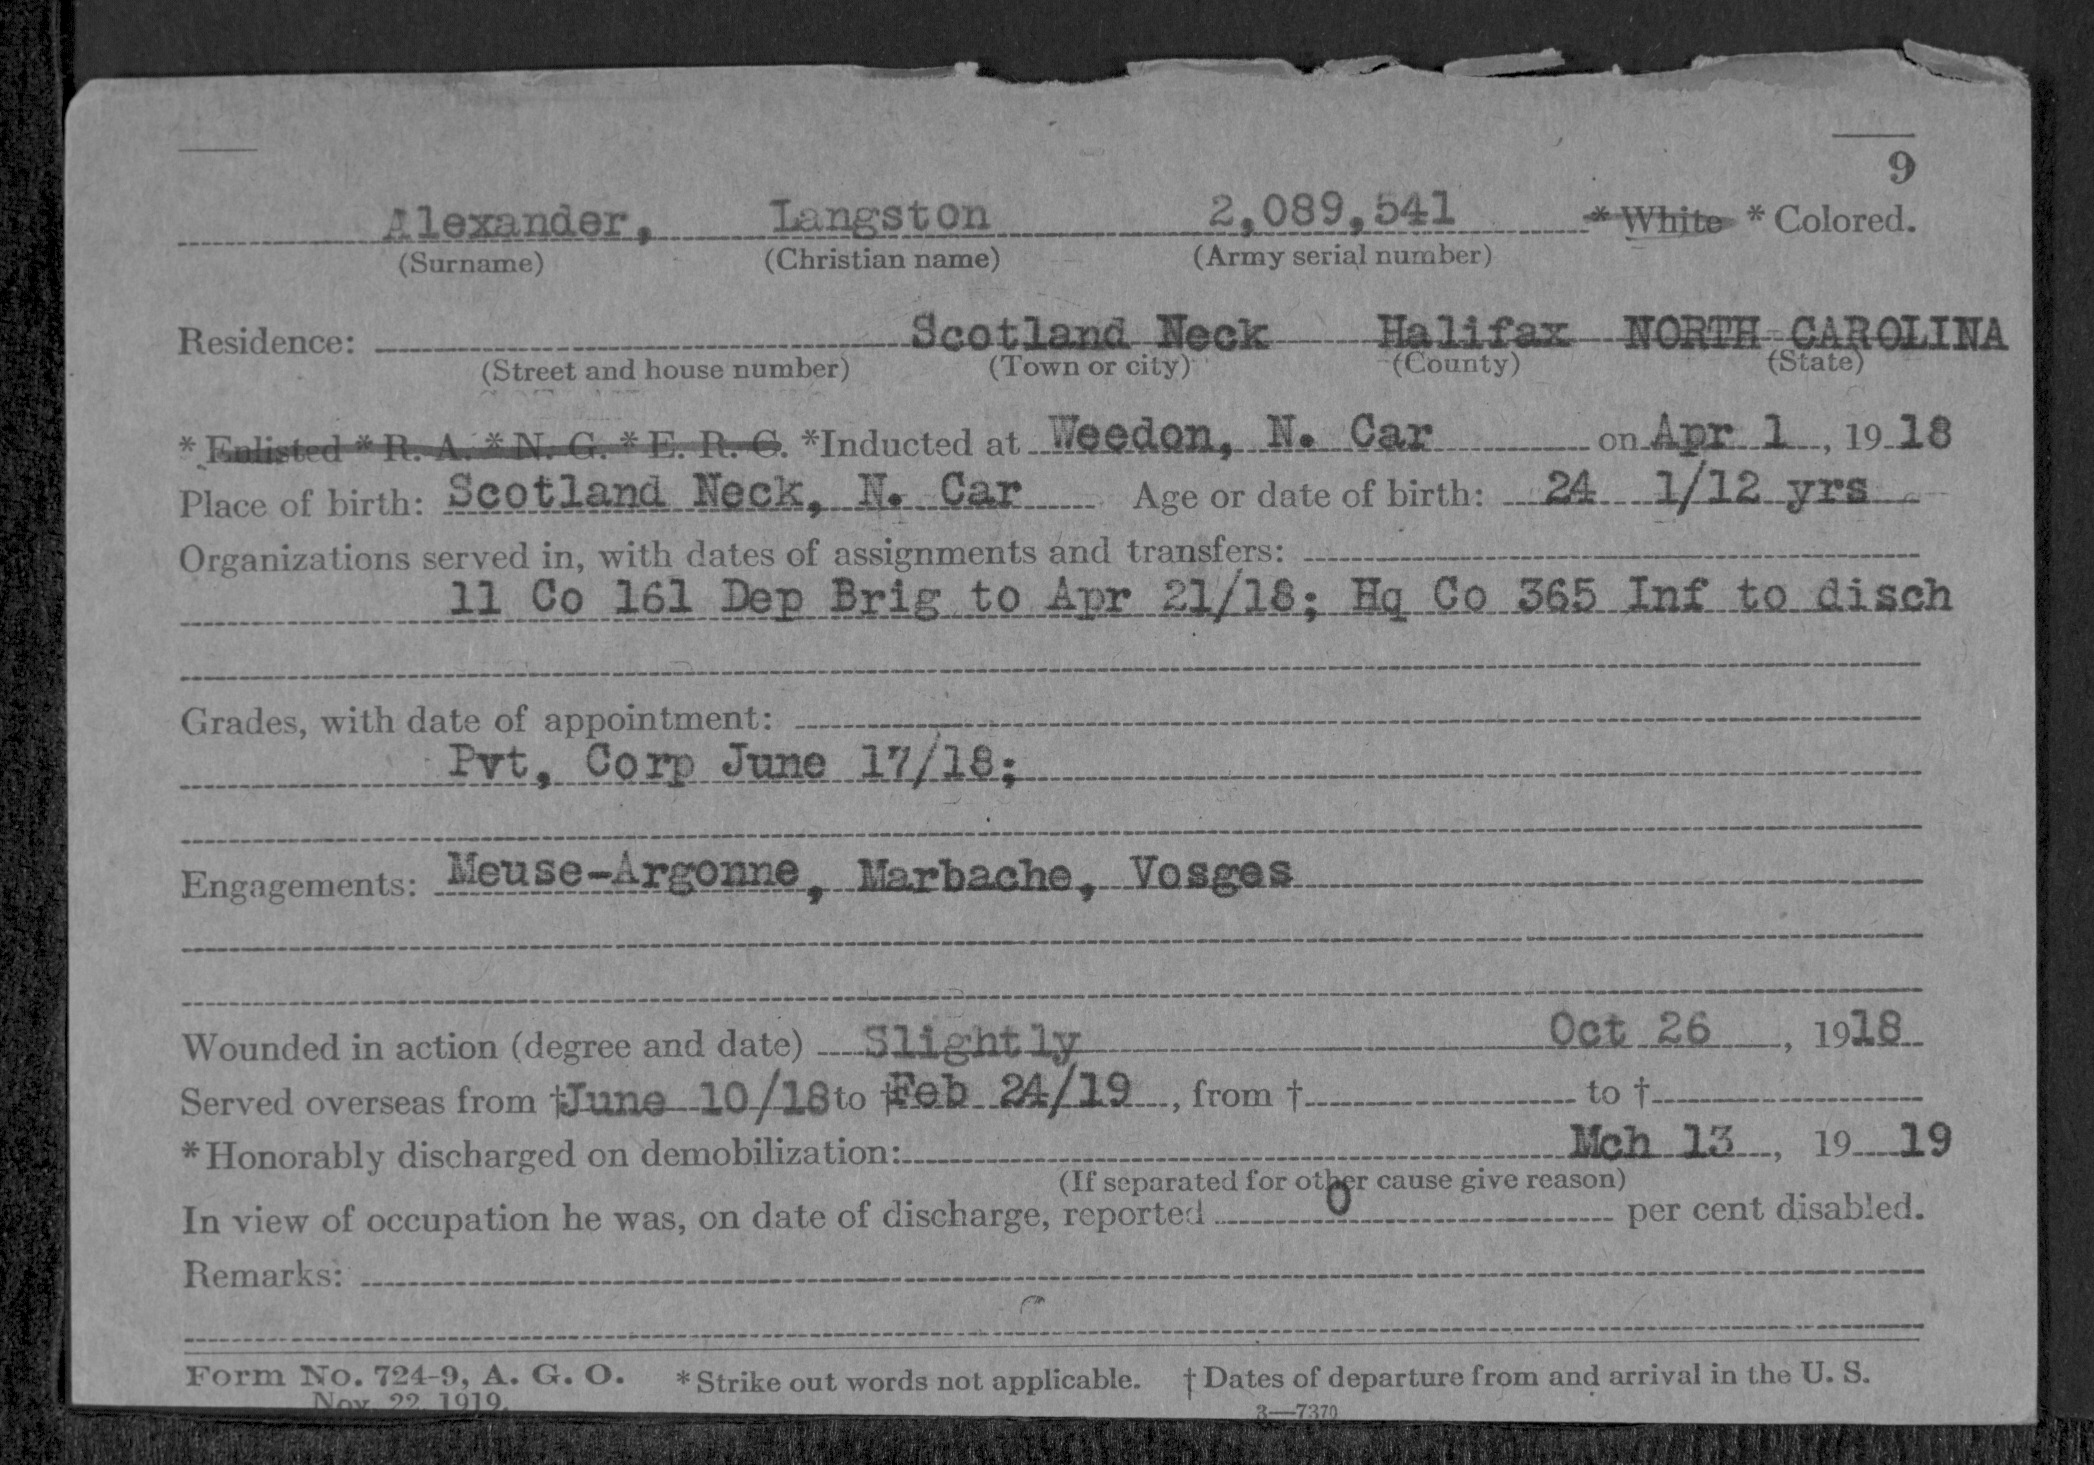 9
Alexander, Langston 2,089,541 * White * Colored.
(Surname) (Christian name) (Army serial number)
Residence: Scotland Neck Halifax NORTH CAROLINA
(Street and house number) (Town or city) (County) (State)
* Enlisted * R. A. * N. G. * E. R. C. *Inducted at Weedon, N. Car on Apr 1, 19 18
Place of birth: Scotland Neck, N. Car Age or date of birth: 24 1/12 yrs
Organizations served in, with dates of assignments and transfers:
11 Co 161 Dep Brig to Apr 21/18; Hq Co 365 Inf to disch
Grades, with date of appointment:
Pvt, Corp June 17/18;
Engagements: Meuse-Argonne, Marbache, Vosges
Wounded in action (degree and date) Slightly Oct 26, 1918
Served overseas from †June 10/18 to †Feb 24/19, from † to †
*Honorably discharged on demobilization: Mch 13, 19 19
(If separated for other cause give reason)
In view of occupation he was, on date of discharge, reported 0 per cent disabled.
Remarks:
Form No. 724-9, A. G. O. *Strike out words not applicable. † Dates of departure from and arrival in the U. S.
Nov. 22, 1919. 3—7370